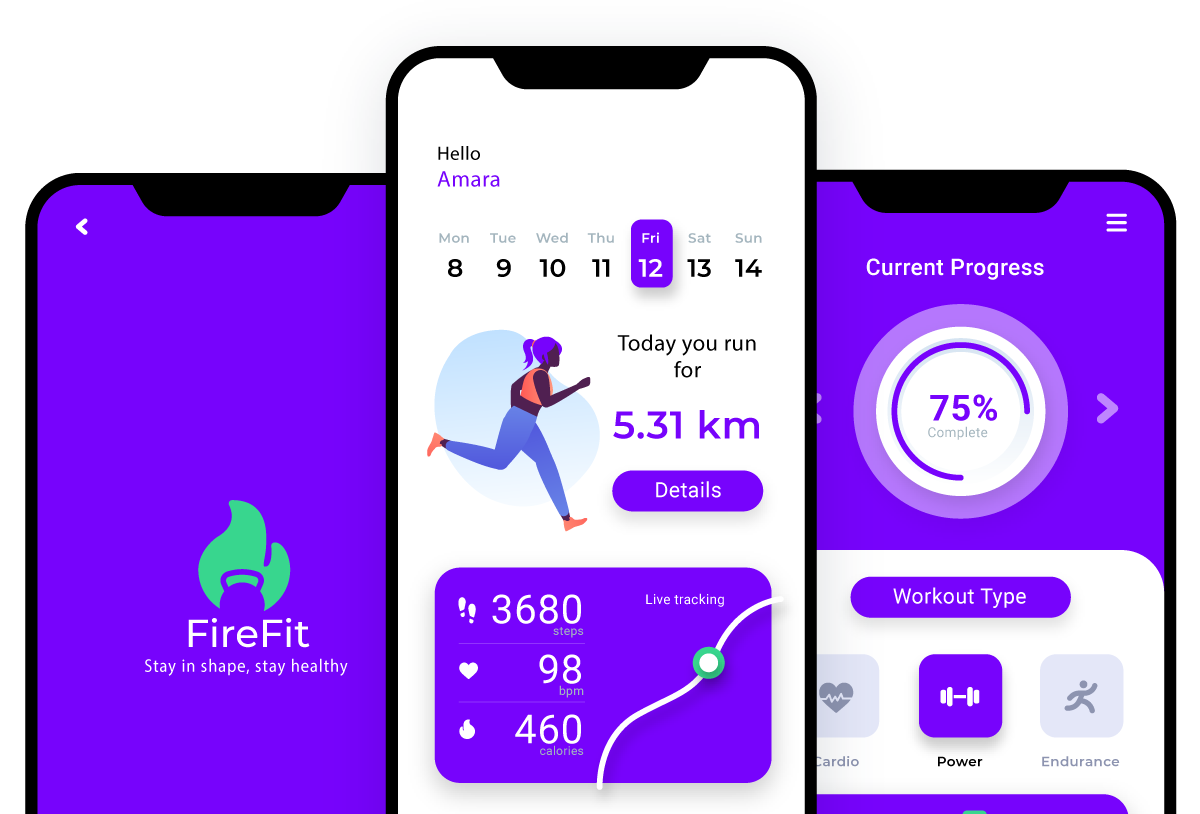 FireFit
Stay in shape, stay healthy
Hello
Amara
Mon Tue Wed Thu Fri Sat Sun
8 9 10 11 12 13 14
Today you run
for
5.31 km
Details
Live tracking
3680
steps
98
bpm
460
calories
Current Progress
75%
Complete
Workout Type
Cardio Power Endurance